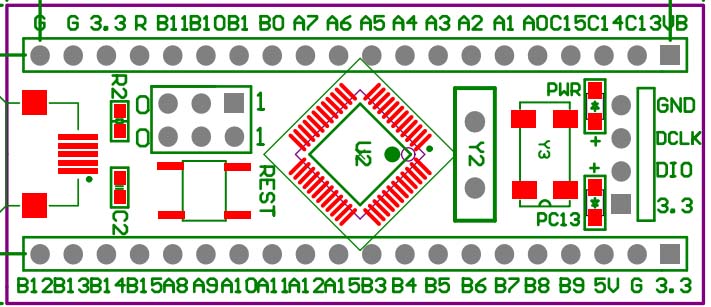 G G 3.3 R B11 B10 B1 B0 A7 A6 A5 A4 A3 A2 A1 A0 C15 C14 C13 VB
R2 0 1 PWR GND
0 1 + DCLK
U2 Y2 Y3
+ DIO
C2 REST PC13 3.3
B12 B13 B14 B15 A8 A9 A10 A11 A12 A15 B3 B4 B5 B6 B7 B8 B9 5V G 3.3